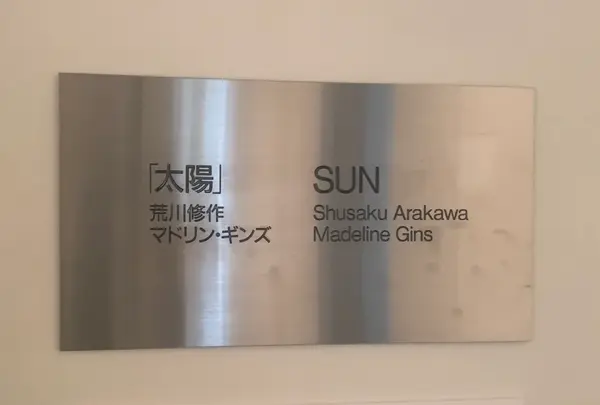 「太陽」
荒川修作
マドリン・ギンズ
SUN
Shusaku Arakawa
Madeline Gins